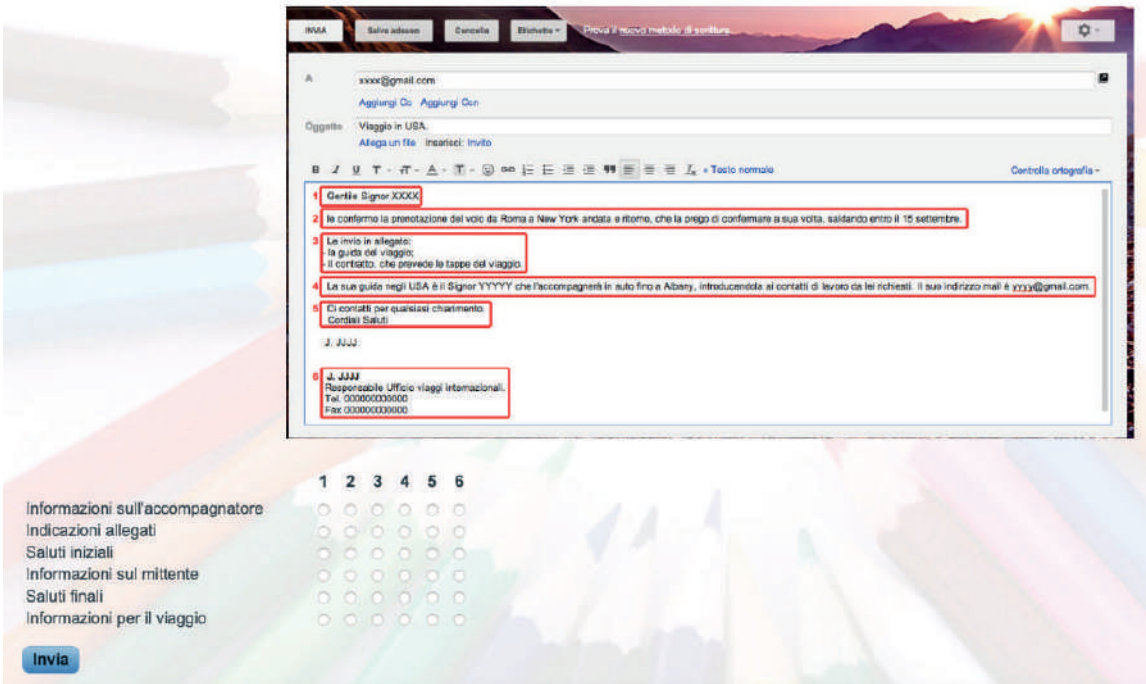 INVIA Salva adesso Cancella Etichette Prova il nuovo metodo di scrittura
A xxxx@gmail.com
Aggiungi Cc Aggiungi Ccn
Oggetto Viaggio in USA.
Allega un file Inserisci: Invito
B I U T T A T « Testo normale Controlla ortografia
1 Gentile Signor XXXX
2 le confermo la prenotazione del volo da Roma a New York andata e ritorno, che la prego di confermare a sua volta, saldando entro il 15 settembre.
3 Le invio in allegato:
- la guida del viaggio;
- il contratto, che prevede le tappe del viaggio.
4 La sua guida negli USA è il Signor YYYYY che l'accompagnerà in auto fino a Albany, introducendola ai contatti di lavoro da lei richiesti. Il suo indirizzo mail è yyyy@gmail.com.
5 Ci contatti per qualsiasi chiarimento.
Cordiali Saluti
J. JJJJ
6 J. JJJJ
Responsabile Ufficio viaggi internazionali.
Tel. 000000000000
Fax 000000000000
1 2 3 4 5 6
Informazioni sull'accompagnatore
Indicazioni allegati
Saluti iniziali
Informazioni sul mittente
Saluti finali
Informazioni per il viaggio
Invia